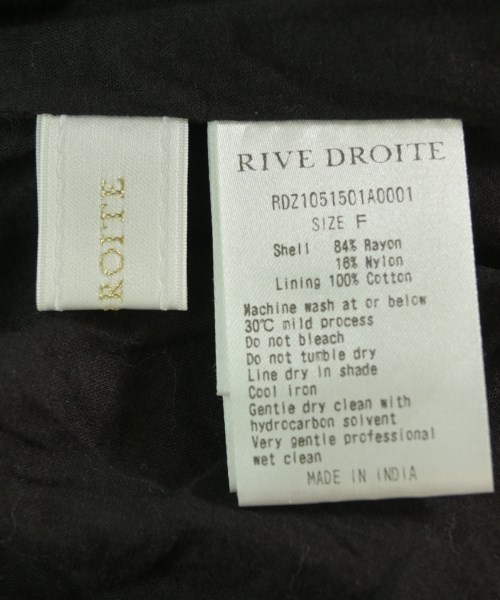 ROITE
RIVE DROITE
RDZ1051501A0001
SIZE F
Shell 84% Rayon
16% Nylon
Lining 100% Cotton
Machine wash at or below
30℃ mild process
Do not bleach
Do not tumble dry
Line dry in shade
Cool iron
Gentle dry clean with
hydrocarbon solvent
Very gentle professional
wet clean
MADE IN INDIA